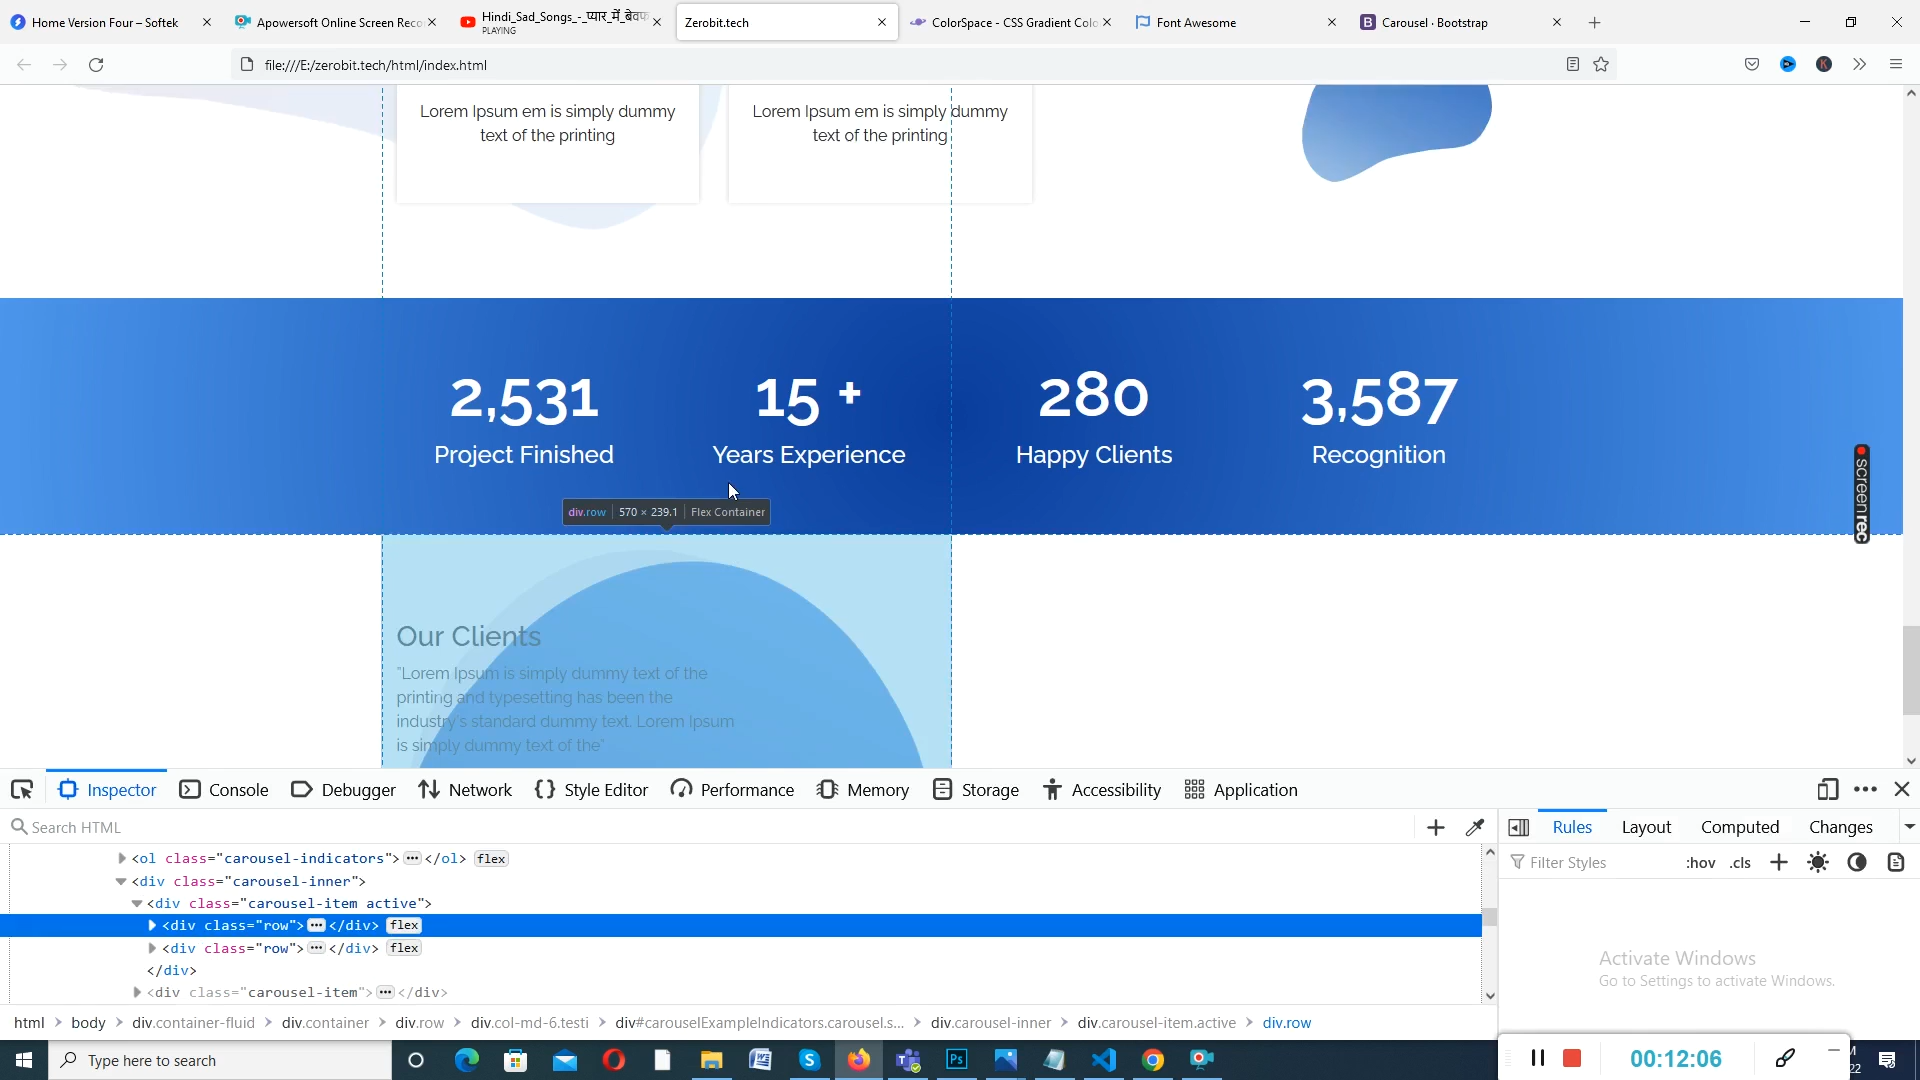 Home Version Four – Softek
Apowersoft Online Screen Reco
Hindi_Sad_Songs_-_प्यार_में_बेवफ
PLAYING
Zerobit.tech
ColorSpace - CSS Gradient Colo
Font Awesome
B Carousel · Bootstrap
file:///E:/zerobit.tech/html/index.html
K
Lorem Ipsum em is simply dummy
text of the printing
Lorem Ipsum em is simply dummy
text of the printing
2,531
15 +
280
3,587
Project Finished
Years Experience
Happy Clients
Recognition
screenrec
div.row 570 × 239.1 Flex Container
Our Clients
"Lorem Ipsum is simply dummy text of the
printing and typesetting has been the
industry's standard dummy text. Lorem Ipsum
is simply dummy text of the"
Inspector
Console
Debugger
Network
Style Editor
Performance
Memory
Storage
Accessibility
Application
Search HTML
Rules
Layout
Computed
Changes
Filter Styles
:hov
.cls
<ol class="carousel-indicators"> ••• </ol> flex
<div class="carousel-inner">
<div class="carousel-item active">
<div class="row"> ••• </div> flex
<div class="row"> ••• </div> flex
</div>
<div class="carousel-item"> ••• </div>
Activate Windows
Go to Settings to activate Windows.
html > body > div.container-fluid > div.container > div.row > div.col-md-6.testi > div#carouselExampleIndicators.carousel.s... > div.carousel-inner > div.carousel-item.active > div.row
Type here to search
W
S
Ps
00:12:06
M
22